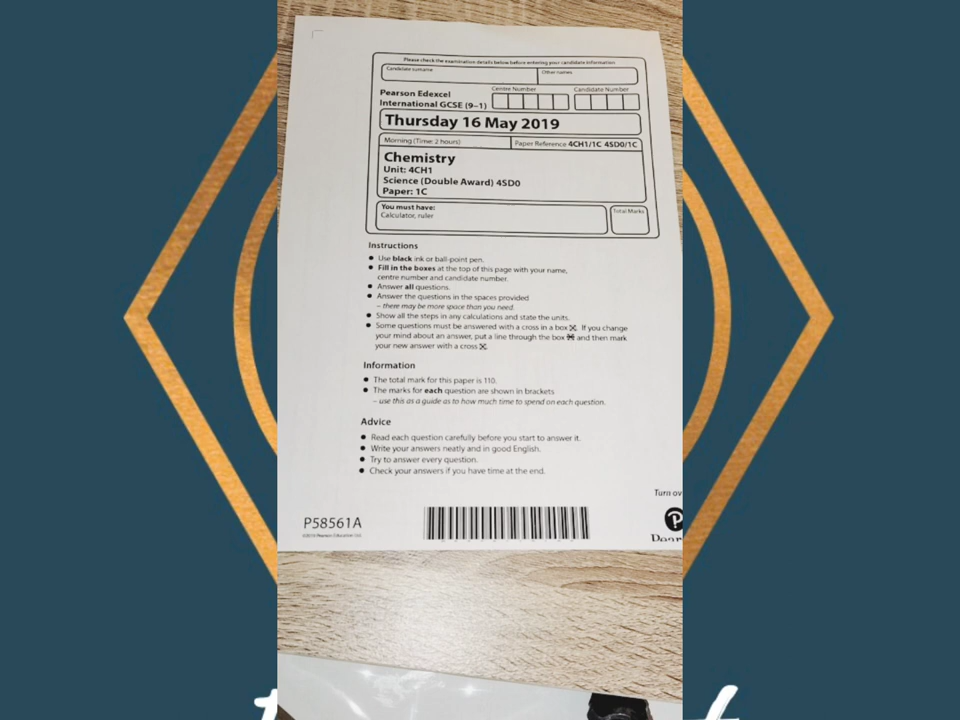 Please check the examination details below before entering your candidate information
Candidate surname
Other names
Pearson Edexcel
International GCSE (9–1)
Centre Number
Candidate Number
Thursday 16 May 2019
Morning (Time: 2 hours)
Paper Reference 4CH1/1C 4SD0/1C
Chemistry
Unit: 4CH1
Science (Double Award) 4SD0
Paper: 1C
You must have:
Calculator, ruler
Total Marks
Instructions
● Use black ink or ball-point pen.
● Fill in the boxes at the top of this page with your name,
centre number and candidate number.
● Answer all questions.
● Answer the questions in the spaces provided
– there may be more space than you need.
● Show all the steps in any calculations and state the units.
● Some questions must be answered with a cross in a box ☒. If you change
your mind about an answer, put a line through the box and then mark
your new answer with a cross ☒.
Information
● The total mark for this paper is 110.
● The marks for each question are shown in brackets
– use this as a guide as to how much time to spend on each question.
Advice
● Read each question carefully before you start to answer it.
● Write your answers neatly and in good English.
● Try to answer every question.
● Check your answers if you have time at the end.
Turn ov
P58561A
©2019 Pearson Education Ltd.